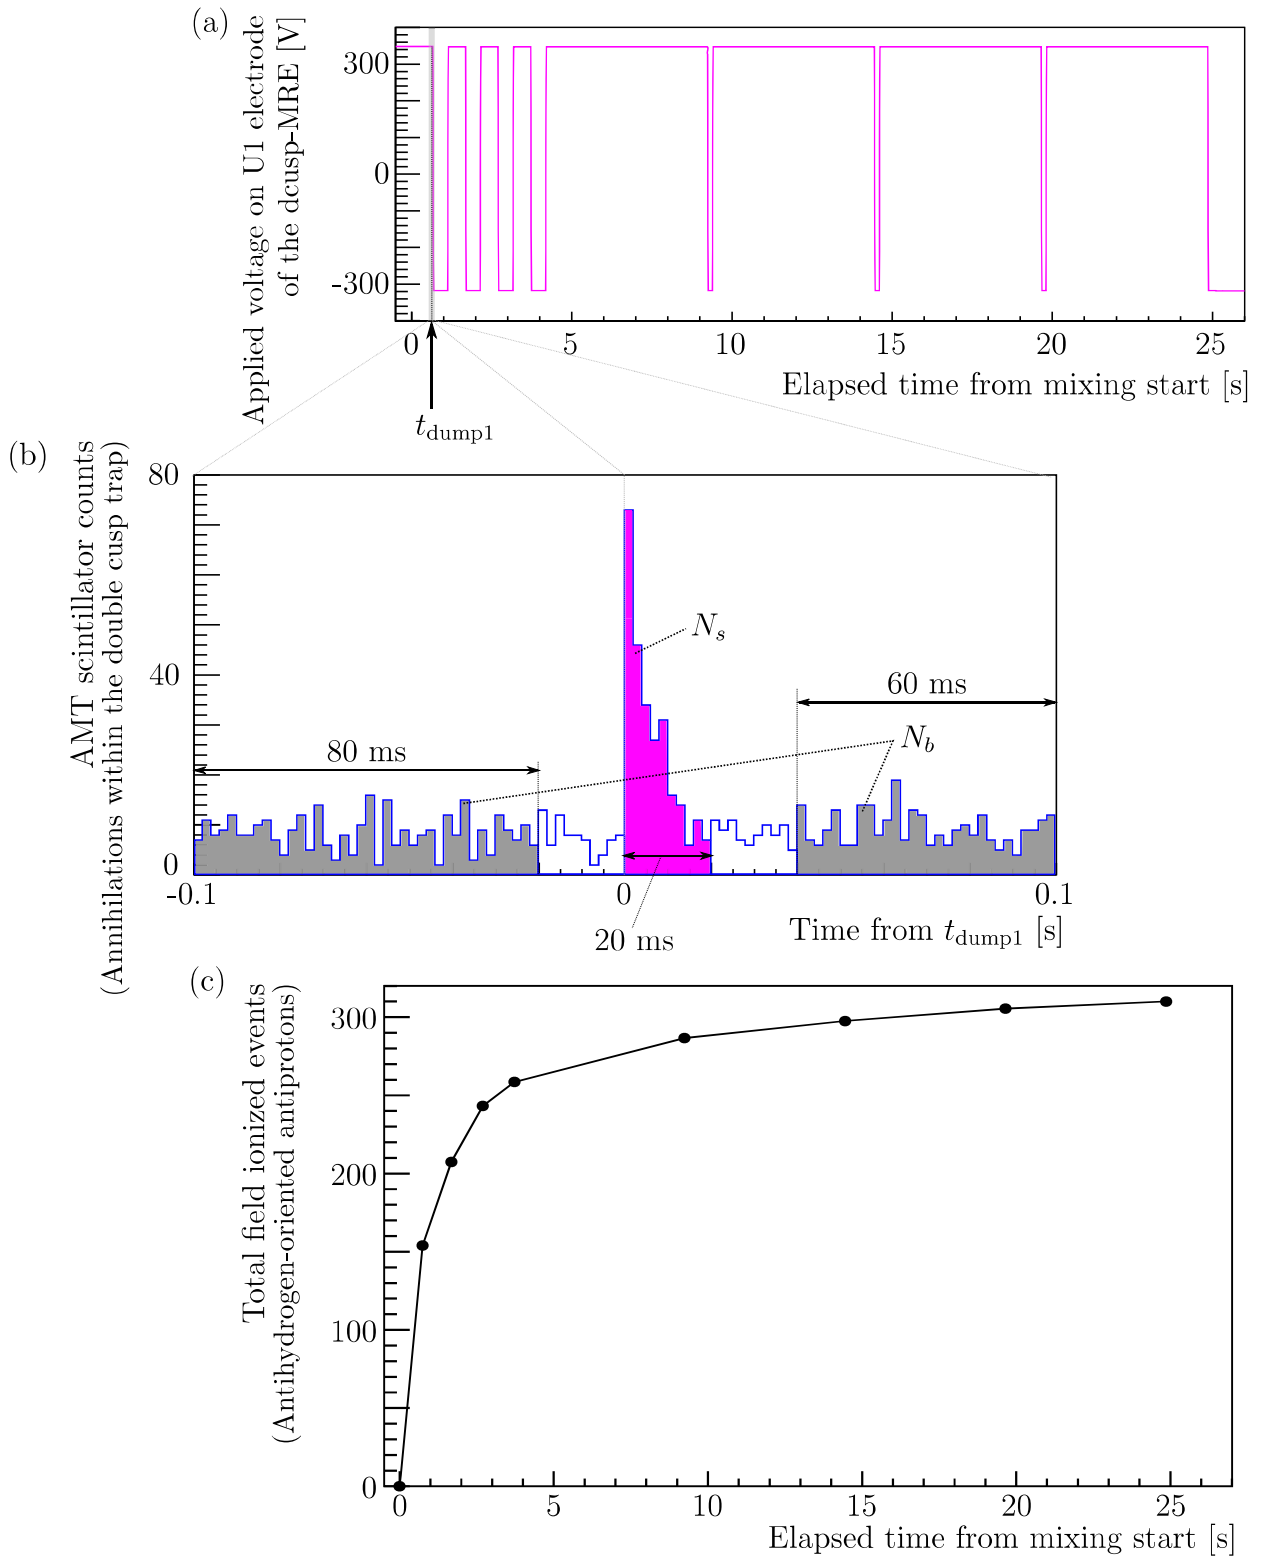 (a)
Applied voltage on U1 electrode
of the dcusp-MRE [V]
300
0
-300
0
5
10
15
20
25
Elapsed time from mixing start [s]
t_dump1
(b)
AMT scintillator counts
(Annihilations within the double cusp trap)
80
40
0
N_s
60 ms
N_b
80 ms
-0.1
0
0.1
20 ms
Time from t_dump1 [s]
(c)
Total field ionized events
(Antihydrogen-oriented antiprotons)
300
200
100
0
0
5
10
15
20
25
Elapsed time from mixing start [s]